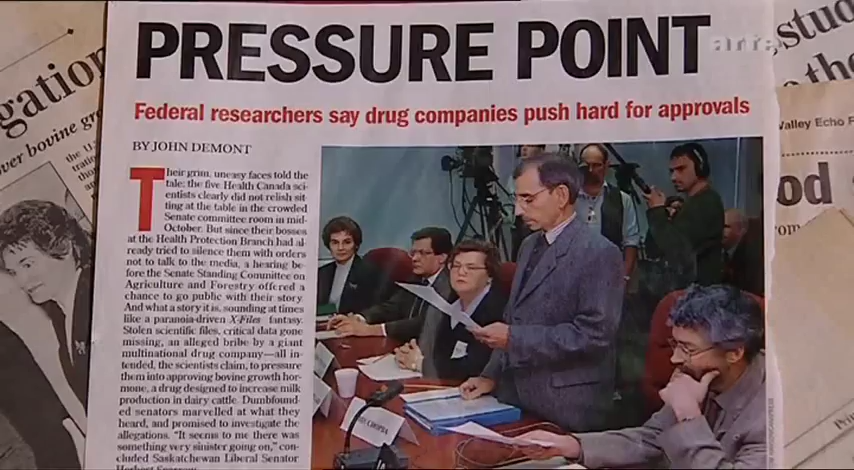 PRESSURE POINT
arte
Federal researchers say drug companies push hard for approvals
BY JOHN DEMONT
Their grim, uneasy faces told the
tale: the five Health Canada sci-
entists clearly did not relish sit-
ting at the table in the crowded
Senate committee room in mid-
October. But since their bosses
at the Health Protection Branch had al-
ready tried to silence them with orders
not to talk to the media, a hearing be-
fore the Senate Standing Committee on
Agriculture and Forestry offered a
chance to go public with their story.
And what a story it is, sounding at times
like a paranoia-driven X-Files fantasy.
Stolen scientific files, critical data gone
missing, an alleged bribe by a giant
multinational drug company—all in-
tended, the scientists claim, to pressure
them into approving bovine growth hor-
mone, a drug designed to increase milk
production in dairy cattle. Dumbfound-
ed senators marvelled at what they
heard, and promised to investigate the
allegations. "It seems to me there was
something very sinister going on," con-
cluded Saskatchewan Liberal Senator
gation
over bovine gr
the U.S.
Valley Echo
od
CHOPRA